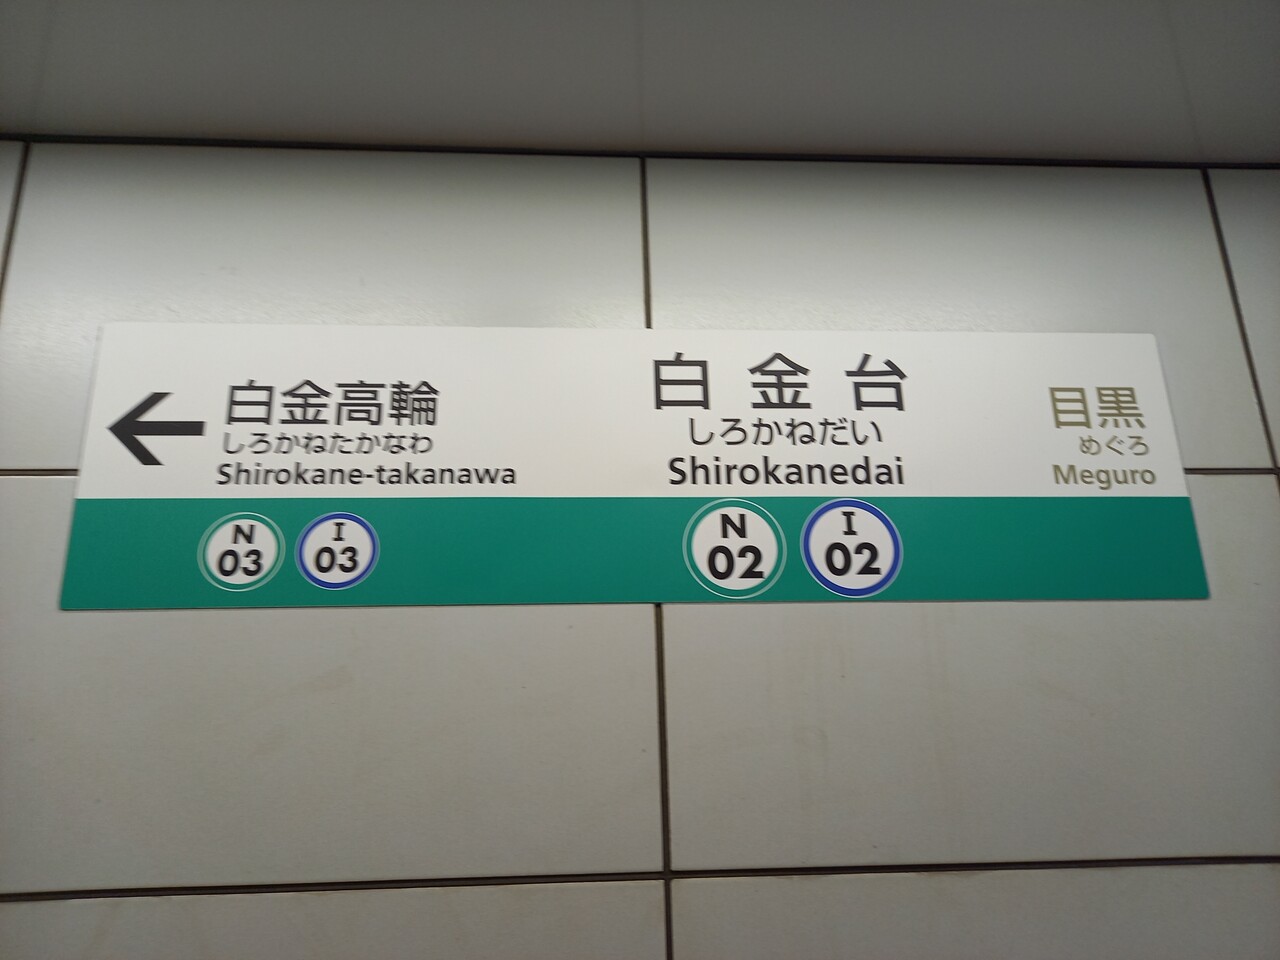 白金高輪
しろかねたかなわ
Shirokane-takanawa
N
03
I
03
白金台
しろかねだい
Shirokanedai
N
02
I
02
目黒
めぐろ
Meguro